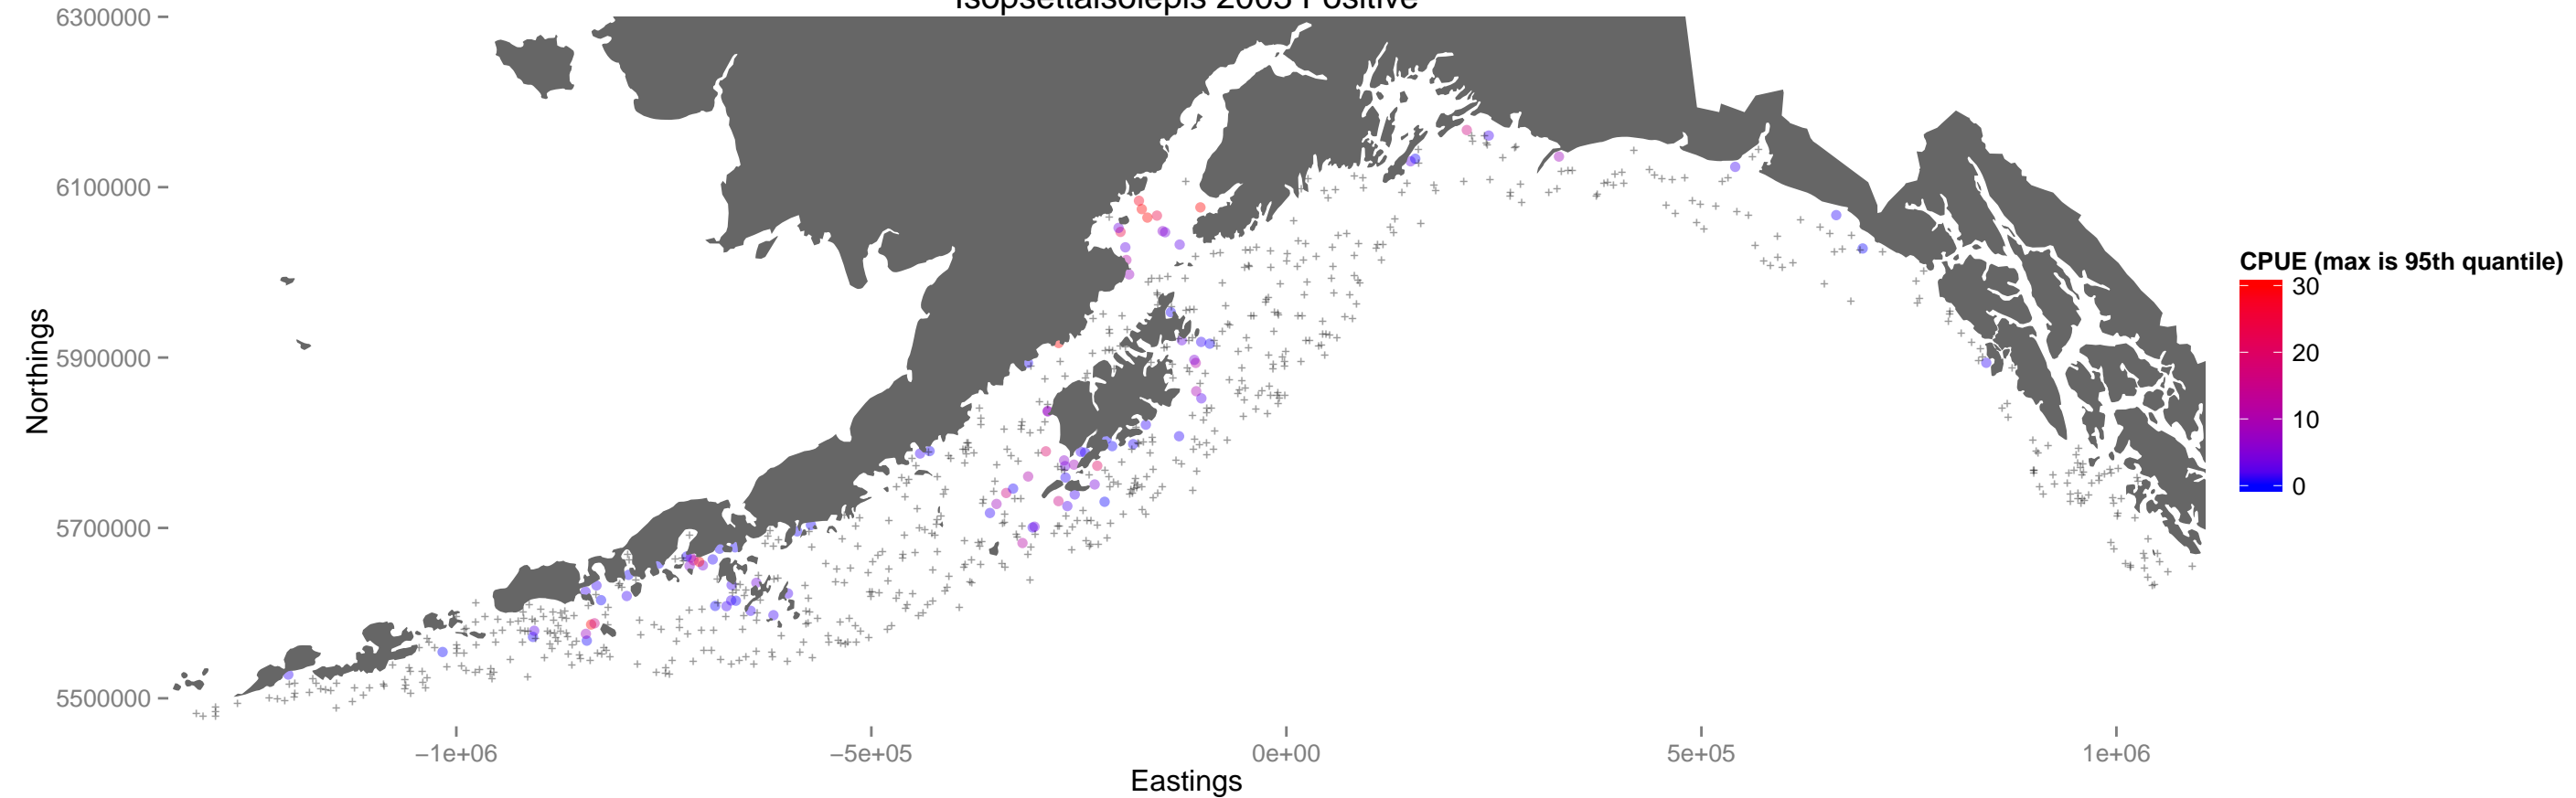 Isopsettaisolepis 2003 Positive
6300000
6100000
5900000
5700000
5500000
Northings
−1e+06
−5e+05
0e+00
5e+05
1e+06
Eastings
CPUE (max is 95th quantile)
30
20
10
0